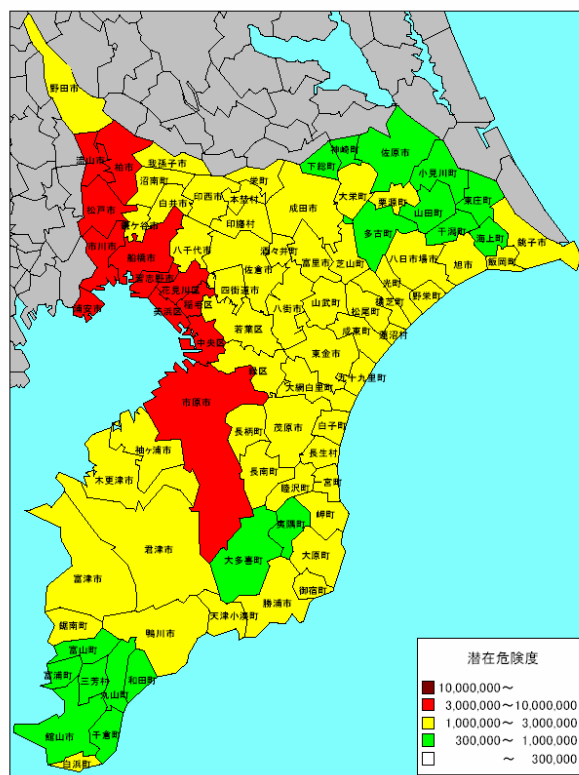 野田市
流山市
柏市
我孫子市
沼南町
栄町
神崎町
下総町
佐原市
小見川町
松戸市
白井市
印西市
本埜村
成田市
大栄町
栗源町
山田町
東庄町
市川市
鎌ケ谷市
印旛村
多古町
干潟町
海上町
銚子市
船橋市
八千代市
酒々井町
富里市
芝山町
八日市場市
旭市
飯岡町
浦安市
習志野市
花見川区
佐倉市
四街道市
光町
野栄町
美浜区
稲毛区
八街市
山武町
松尾町
横芝町
若葉区
成東町
蓮沼村
中央区
東金市
緑区
大網白里町
九十九里町
市原市
長柄町
茂原市
白子町
袖ヶ浦市
長生村
木更津市
長南町
睦沢町
一宮町
夷隅町
岬町
君津市
大多喜町
大原町
富津市
御宿町
勝浦市
天津小湊町
鋸南町
鴨川市
富山町
富浦町
三芳村
和田町
丸山町
館山市
千倉町
白浜町
潜在危険度
10,000,000～
3,000,000～10,000,000
1,000,000～ 3,000,000
300,000～ 1,000,000
～ 300,000